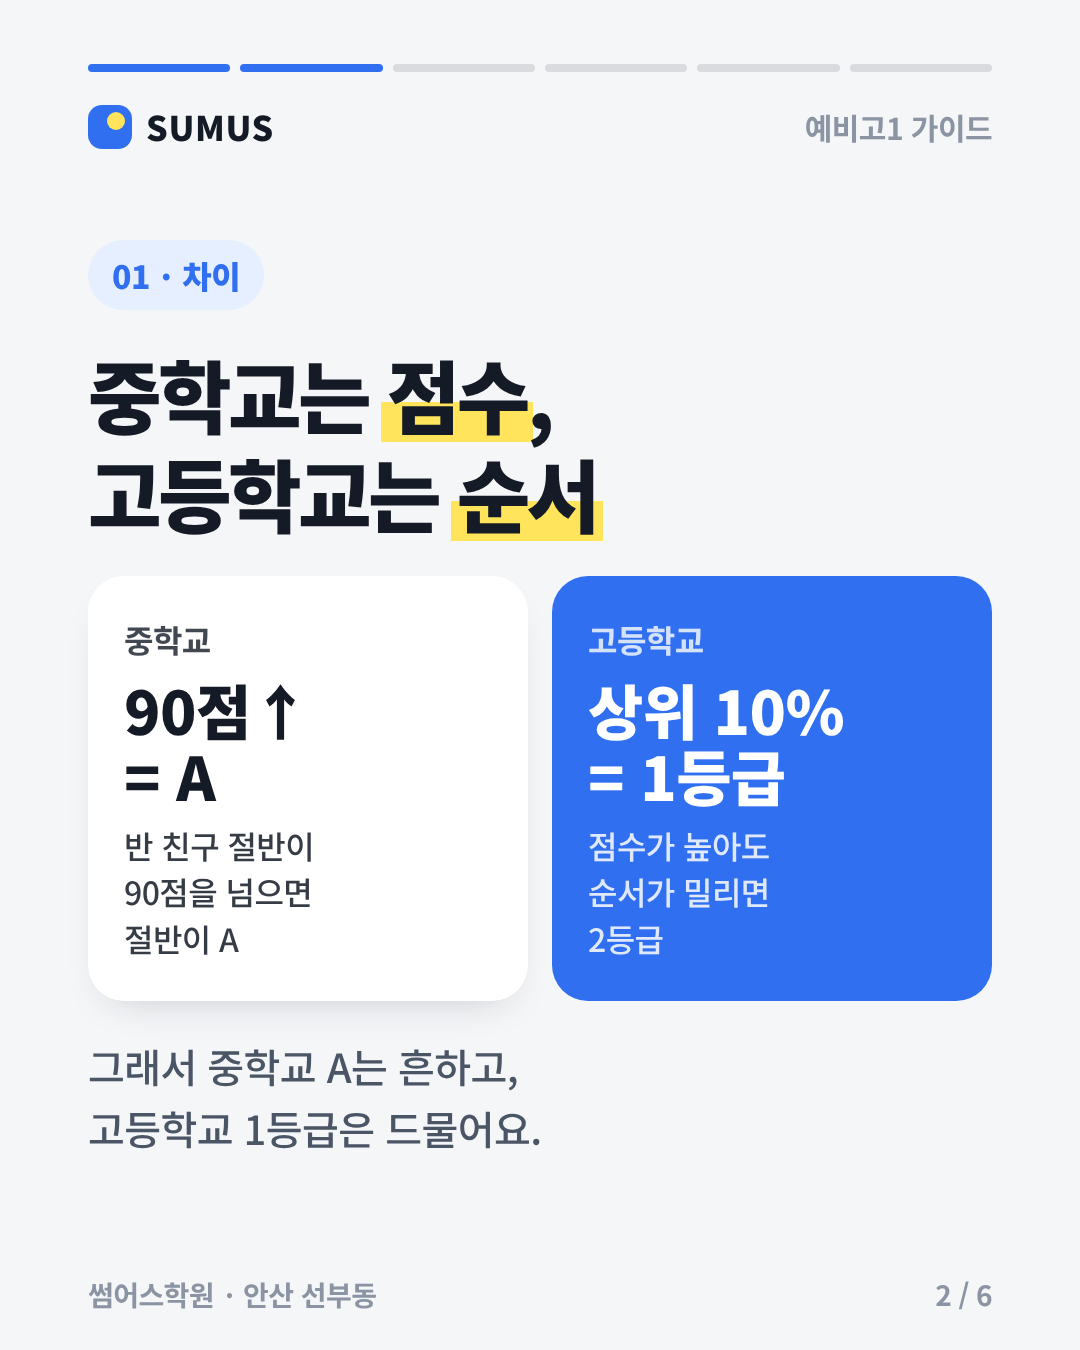 SUMUS
예비고1 가이드
01 · 차이
중학교는 점수,
고등학교는 순서
중학교
90점↑
= A
반 친구 절반이
90점을 넘으면
절반이 A
고등학교
상위 10%
= 1등급
점수가 높아도
순서가 밀리면
2등급
그래서 중학교 A는 흔하고,
고등학교 1등급은 드물어요.
썸어스학원 · 안산 선부동
2 / 6